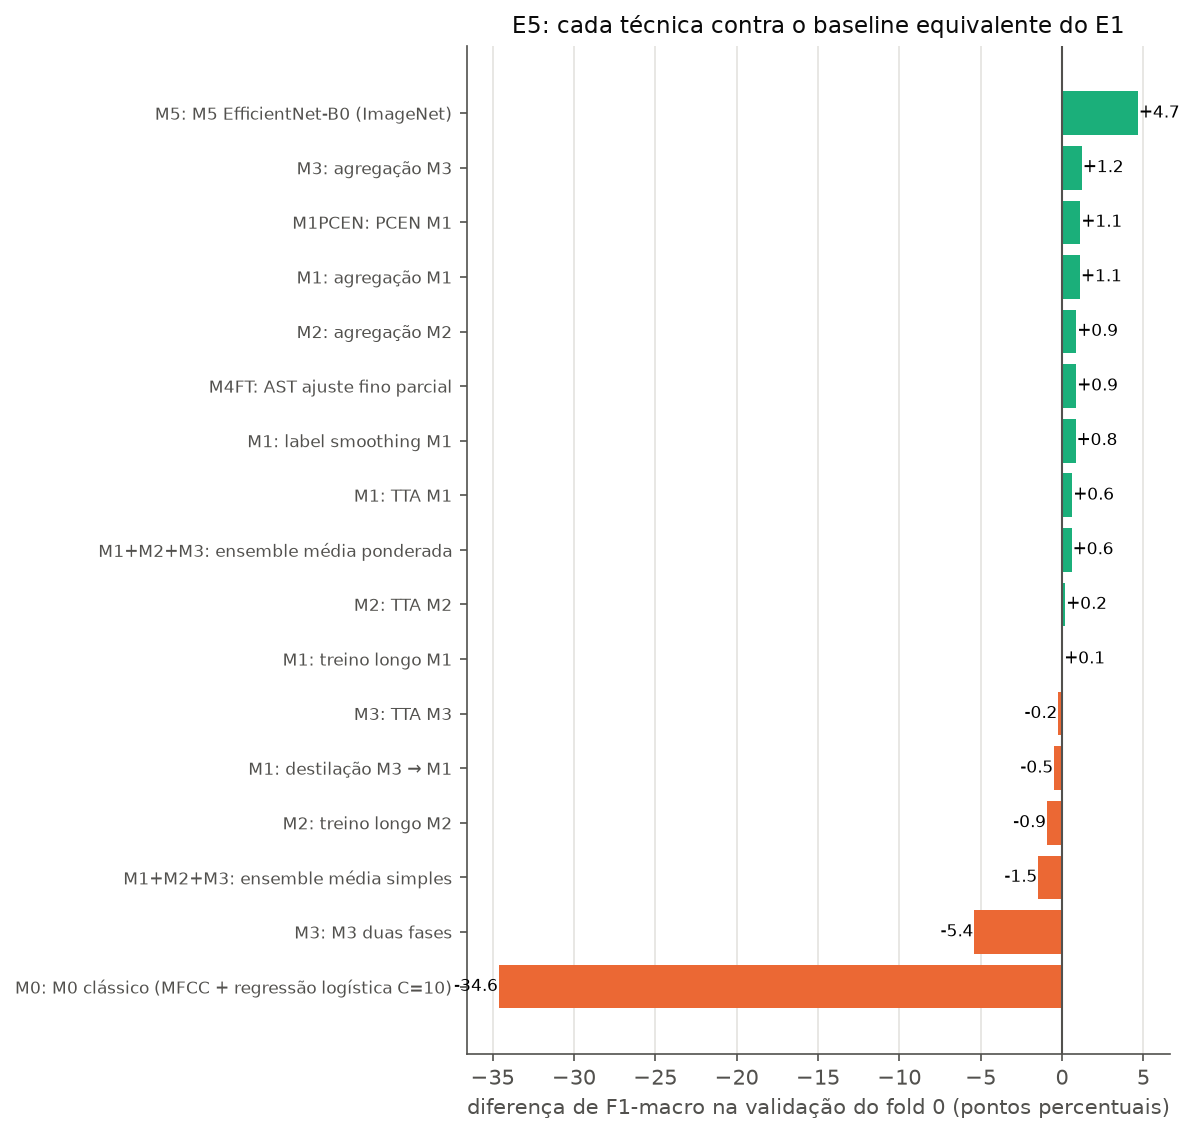 E5: cada técnica contra o baseline equivalente do E1
M5: M5 EfficientNet-B0 (ImageNet) +4.7
M3: agregação M3 +1.2
M1PCEN: PCEN M1 +1.1
M1: agregação M1 +1.1
M2: agregação M2 +0.9
M4FT: AST ajuste fino parcial +0.9
M1: label smoothing M1 +0.8
M1: TTA M1 +0.6
M1+M2+M3: ensemble média ponderada +0.6
M2: TTA M2 +0.2
M1: treino longo M1 +0.1
M3: TTA M3 -0.2
M1: destilação M3 → M1 -0.5
M2: treino longo M2 -0.9
M1+M2+M3: ensemble média simples -1.5
M3: M3 duas fases -5.4
M0: M0 clássico (MFCC + regressão logística C=10) -34.6
−35 −30 −25 −20 −15 −10 −5 0 5
diferença de F1-macro na validação do fold 0 (pontos percentuais)